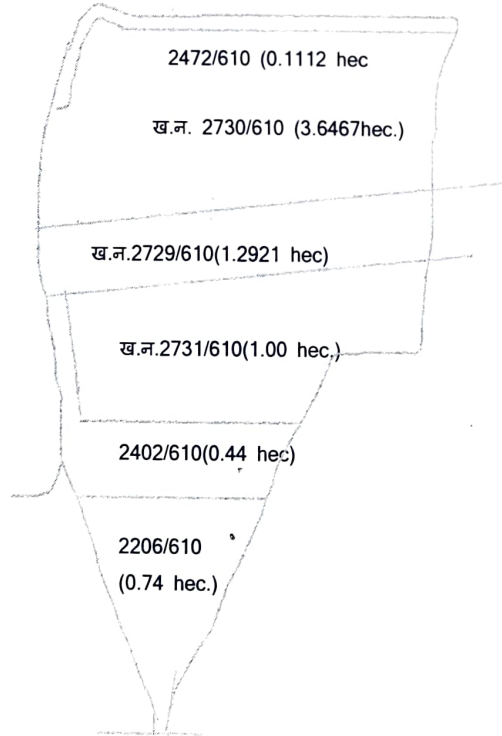 2472/610 (0.1112 hec
ख.न. 2730/610 (3.6467hec.)
ख.न.2729/610(1.2921 hec)
ख.न.2731/610(1.00 hec.)
2402/610(0.44 hec)
2206/610
(0.74 hec.)